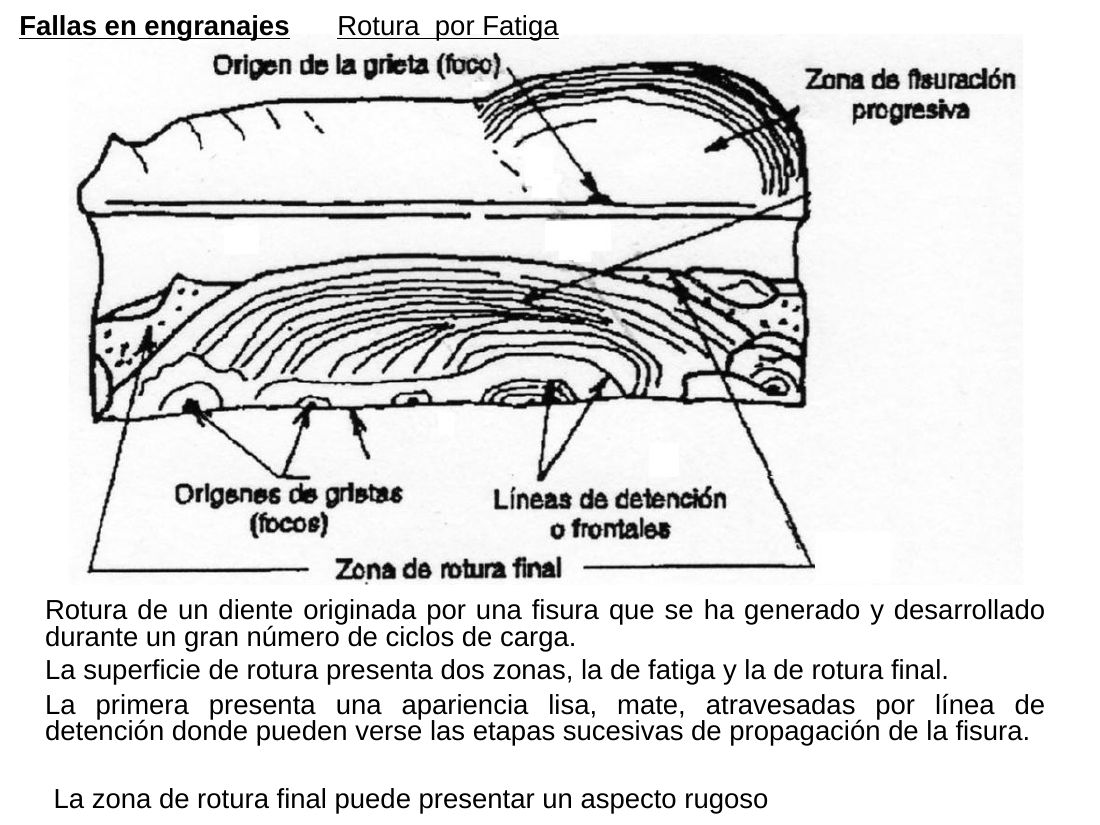 Fallas en engranajes Rotura por Fatiga
Origen de la grieta (foco)
Zona de fisuración
progresiva
Orígenes de grietas
(focos)
Líneas de detención
o frontales
Zona de rotura final
Rotura de un diente originada por una fisura que se ha generado y desarrollado
durante un gran número de ciclos de carga.
La superficie de rotura presenta dos zonas, la de fatiga y la de rotura final.
La primera presenta una apariencia lisa, mate, atravesadas por línea de
detención donde pueden verse las etapas sucesivas de propagación de la fisura.
La zona de rotura final puede presentar un aspecto rugoso